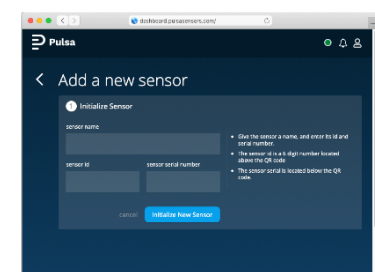 dashboard.pulsasensors.com/
Pulsa
Add a new sensor
1 Initialize Sensor
sensor name
• Give the sensor a name, and enter its id and
serial number.
• The sensor id is a 6 digit number located
above the QR code
• The sensor serial is located below the QR
code
sensor id
sensor serial number
cancel
Initialize New Sensor